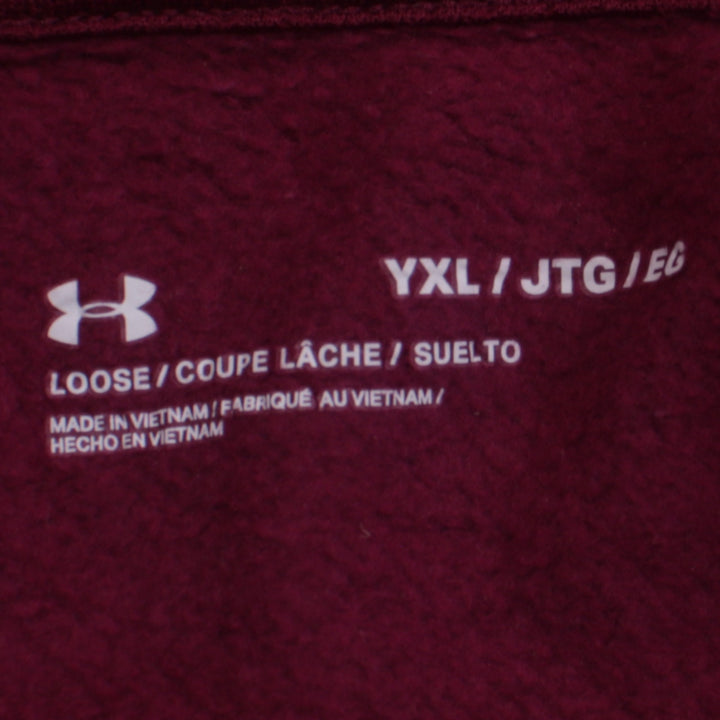 YXL / JTG / EG
LOOSE / COUPE LÂCHE / SUELTO
MADE IN VIETNAM / FABRIQUÉ AU VIETNAM /
HECHO EN VIETNAM